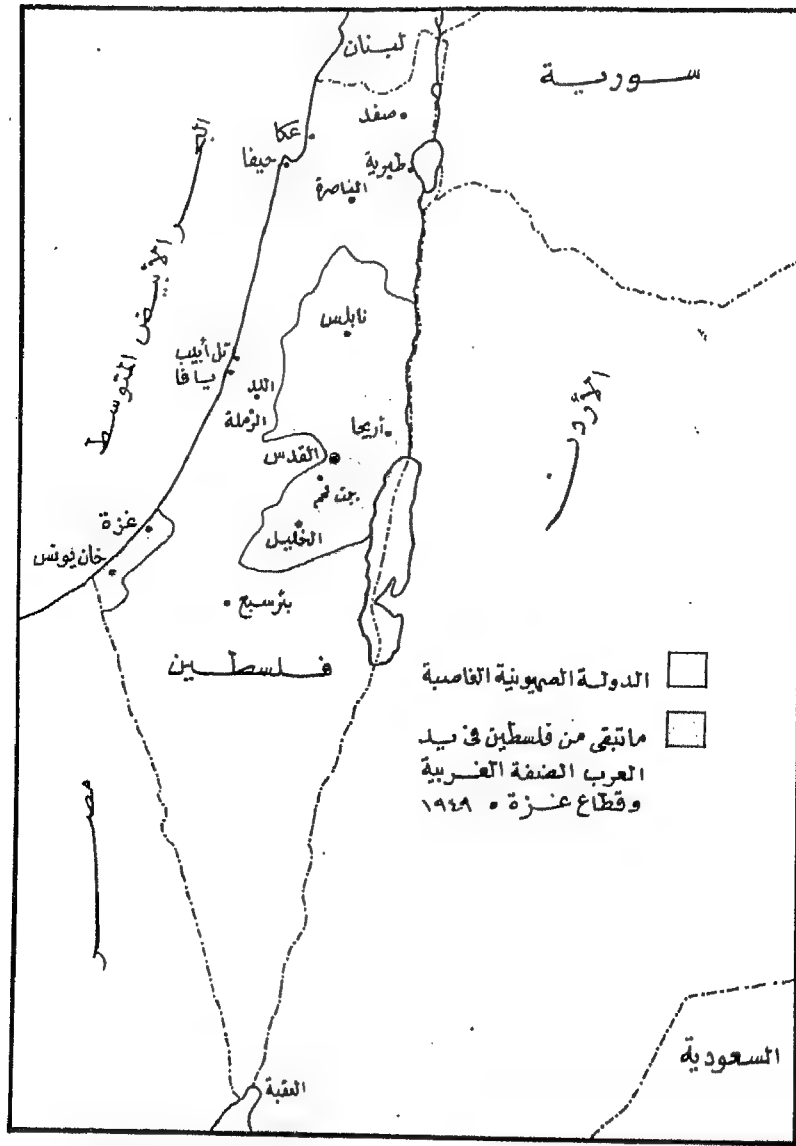 لبنان
سورية
صفد
عكا
حيفا
طبرية
الناصرة
البحر الأبيض المتوسط
نابلس
تل أبيب
يافا
اللد
الرملة
أريحا
الأردن
القدس
بيت لحم
غزة
الخليل
خان يونس
بئر سبع
فلسطين
الدولة الصهيونية الغاصبة
ماتبقى من فلسطين في يد
العرب الضفة الغربية
وقطاع غزة ٠ ١٩٤٩
مصر
السعودية
العقبة